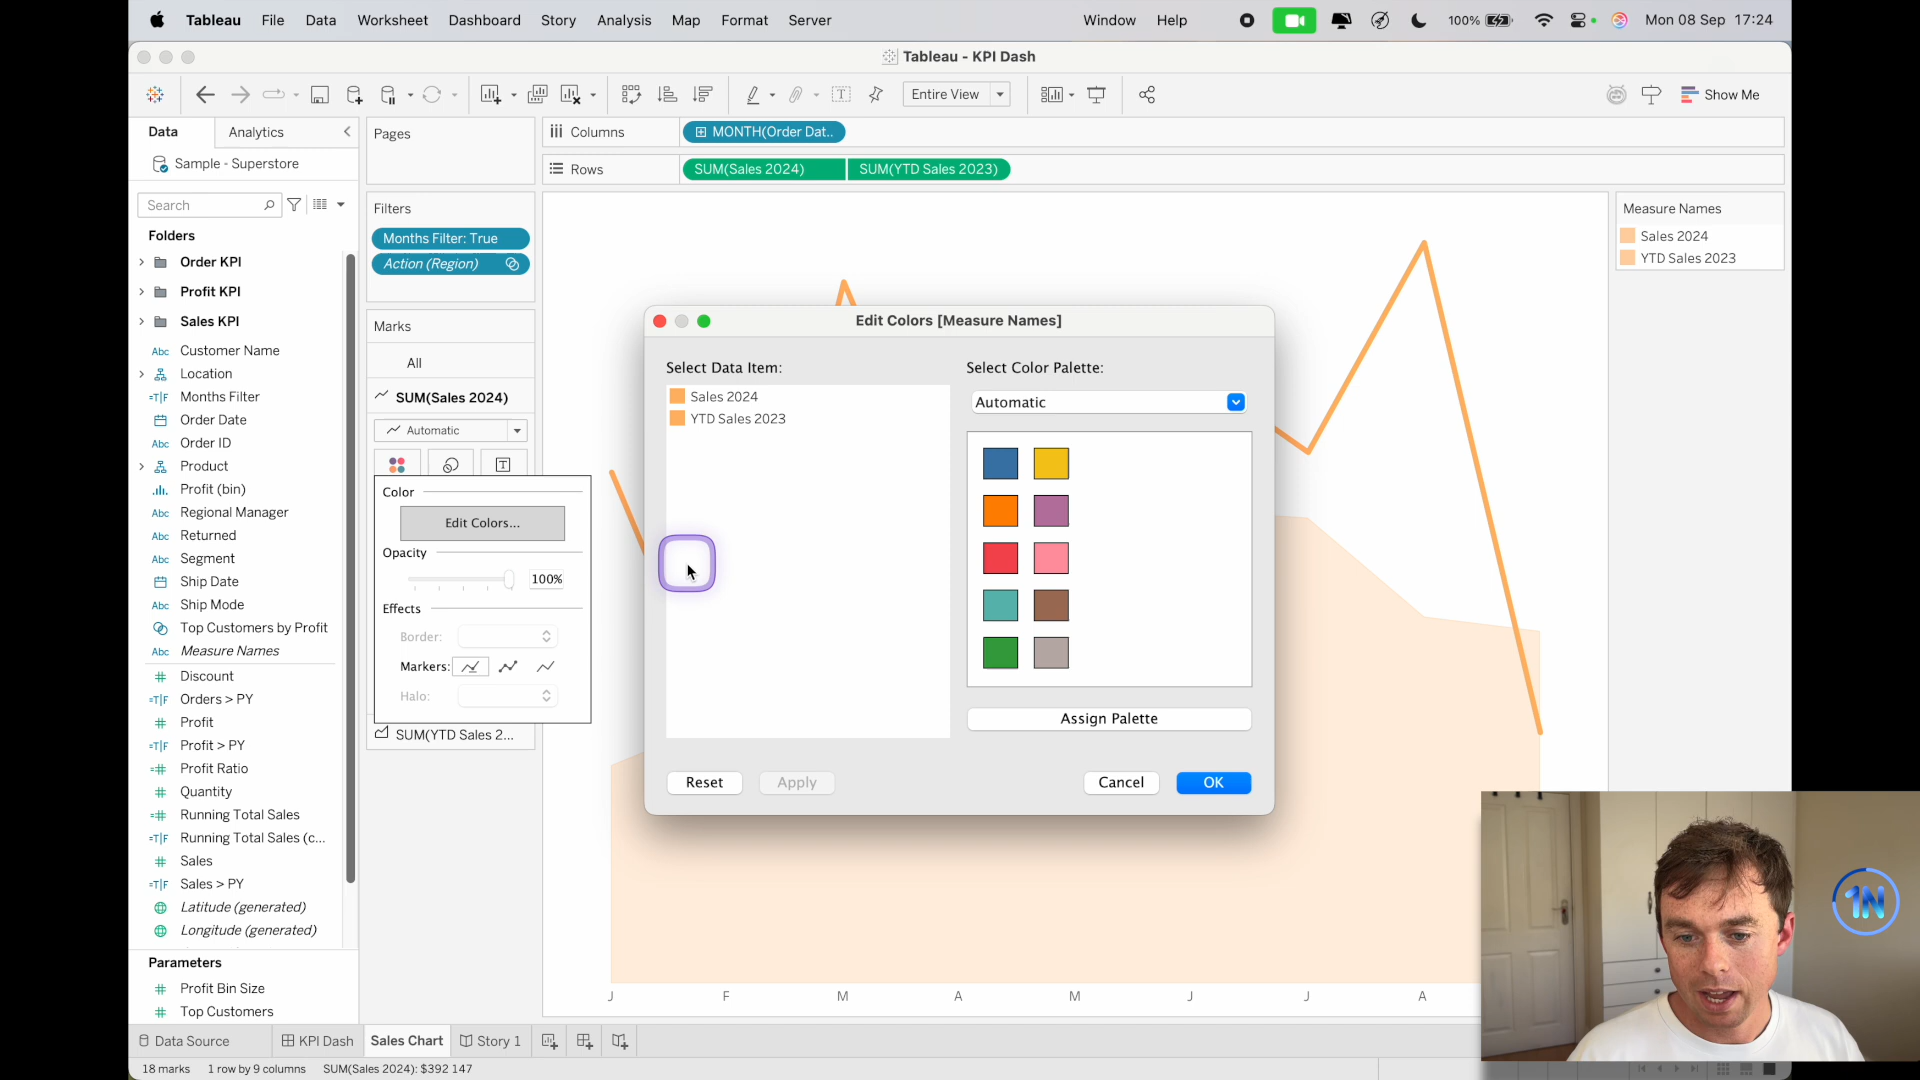 Tableau File Data Worksheet Dashboard Story Analysis Map Format Server Window Help 100% Mon 08 Sep 17:24
Tableau - KPI Dash
Entire View
Show Me
Data Analytics
Sample - Superstore
Search
Folders
Order KPI
Profit KPI
Sales KPI
Abc Customer Name
Location
=T|F Months Filter
Order Date
Abc Order ID
Product
Profit (bin)
Abc Regional Manager
Abc Returned
Abc Segment
Ship Date
Abc Ship Mode
Top Customers by Profit
Abc Measure Names
# Discount
=T|F Orders > PY
# Profit
=T|F Profit > PY
=# Profit Ratio
# Quantity
=# Running Total Sales
=T|F Running Total Sales (c...
# Sales
=T|F Sales > PY
Latitude (generated)
Longitude (generated)
Parameters
# Profit Bin Size
# Top Customers
Pages
Filters
Months Filter: True
Action (Region)
Marks
All
SUM(Sales 2024)
Automatic
Color
Edit Colors...
Opacity
100%
Effects
Border:
Markers:
Halo:
SUM(YTD Sales 2...
Columns MONTH(Order Dat..
Rows SUM(Sales 2024) SUM(YTD Sales 2023)
Edit Colors [Measure Names]
Select Data Item:
Sales 2024
YTD Sales 2023
Select Color Palette:
Automatic
Assign Palette
Reset Apply Cancel OK
J F M A M J J A
Measure Names
Sales 2024
YTD Sales 2023
1N
Data Source KPI Dash Sales Chart Story 1
18 marks 1 row by 9 columns SUM(Sales 2024): $392 147